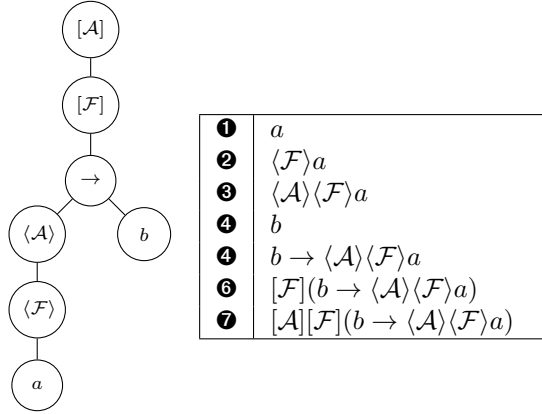 [𝒜]
[ℱ]
→
⟨𝒜⟩ b
⟨ℱ⟩
a
❶ a
❷ ⟨ℱ⟩a
❸ ⟨𝒜⟩⟨ℱ⟩a
❹ b
❹ b → ⟨𝒜⟩⟨ℱ⟩a
❻ [ℱ](b → ⟨𝒜⟩⟨ℱ⟩a)
❼ [𝒜][ℱ](b → ⟨𝒜⟩⟨ℱ⟩a)